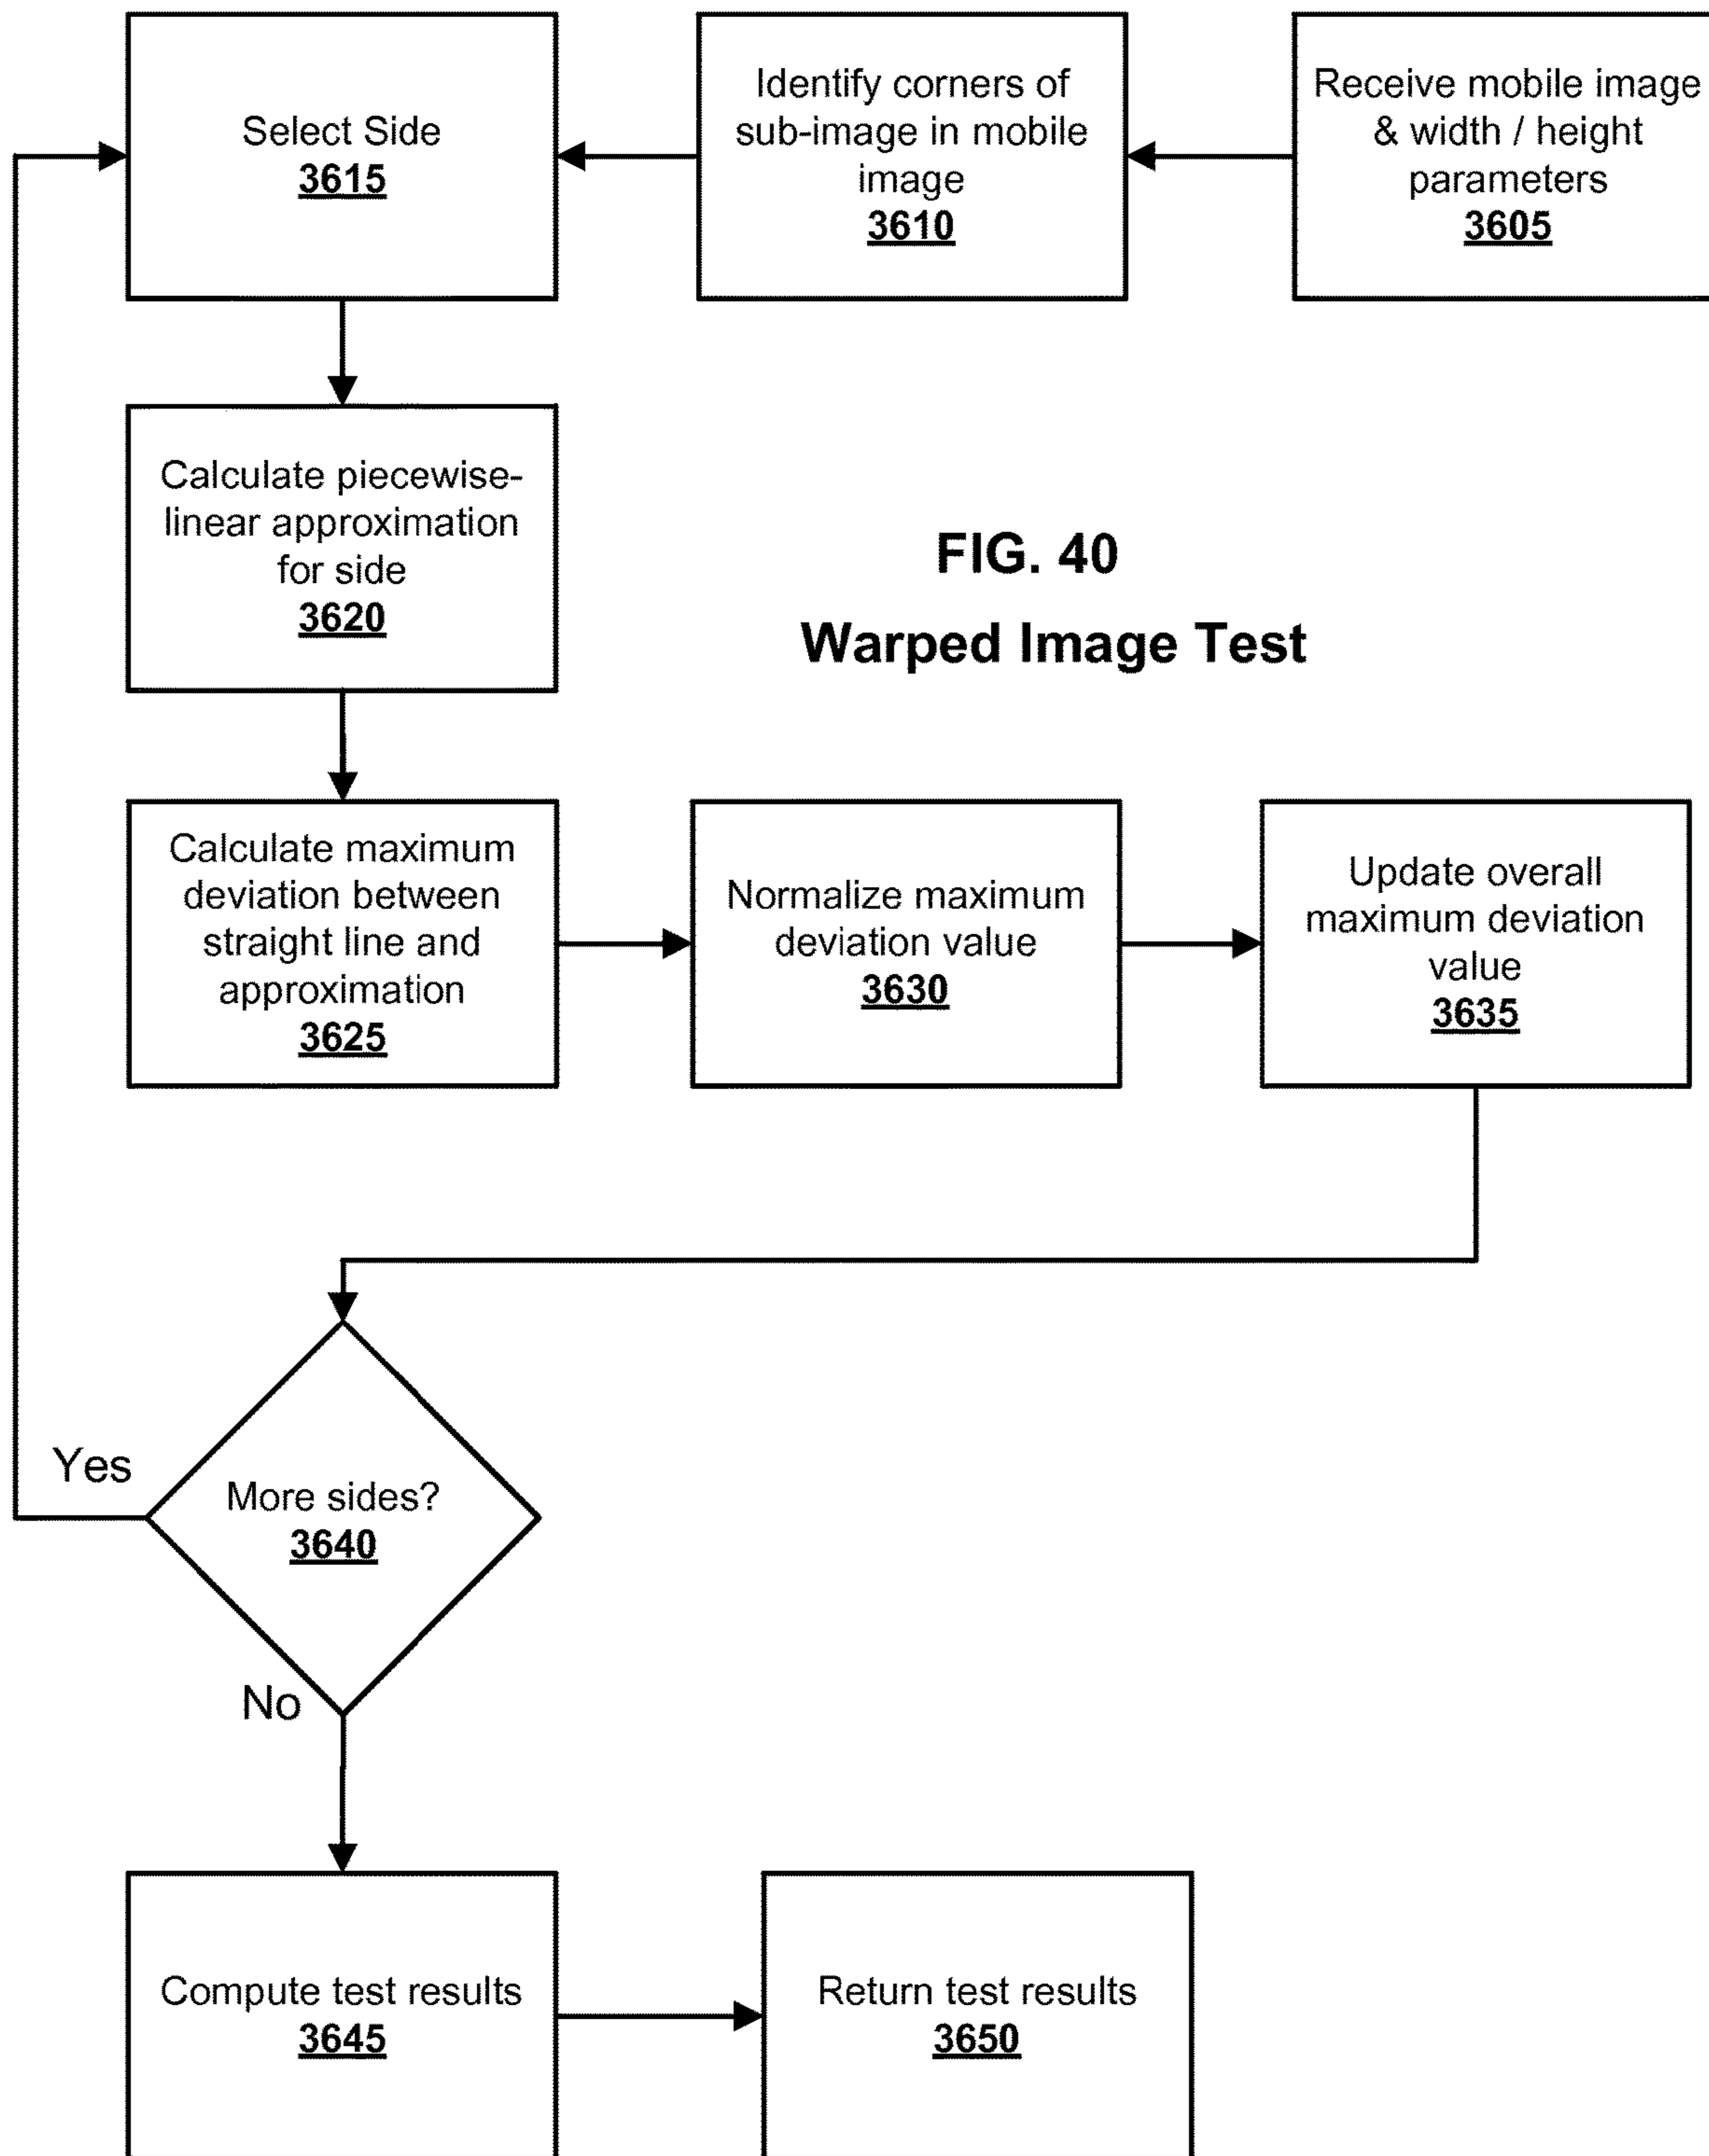 Receive mobile image
& width / height
parameters
3605
Identify corners of
sub-image in mobile
image
3610
Select Side
3615
Calculate piecewise-
linear approximation
for side
3620
FIG. 40
Warped Image Test
Calculate maximum
deviation between
straight line and
approximation
3625
Normalize maximum
deviation value
3630
Update overall
maximum deviation
value
3635
More sides?
3640
Yes
No
Compute test results
3645
Return test results
3650